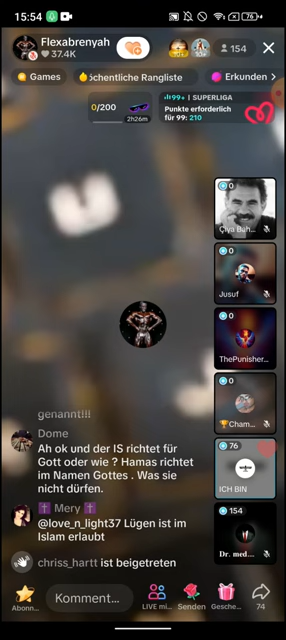 15:54
76
Flexabrenyah
37.4K
154
Games
öchentliche Rangliste
Erkunden
0/200
2h26m
99+ | SUPERLIGA
Punkte erforderlich
für 99: 210
0
Çiya Buh...
0
Jusuf
0
ThePunisher...
0
🏆Cham...
76
ICH BIN
154
Dr. med...
genannt!!!
Dome
Ah ok und der IS richtet für
Gott oder wie ? Hamas richtet
im Namen Gottes . Was sie
nicht dürfen.
✝️ Mery ✝️
@love_n_light37 Lügen ist im
Islam erlaubt
chriss_hartt ist beigetreten
Abonn...
Komment...
LIVE mi...
Senden
Gesche...
74